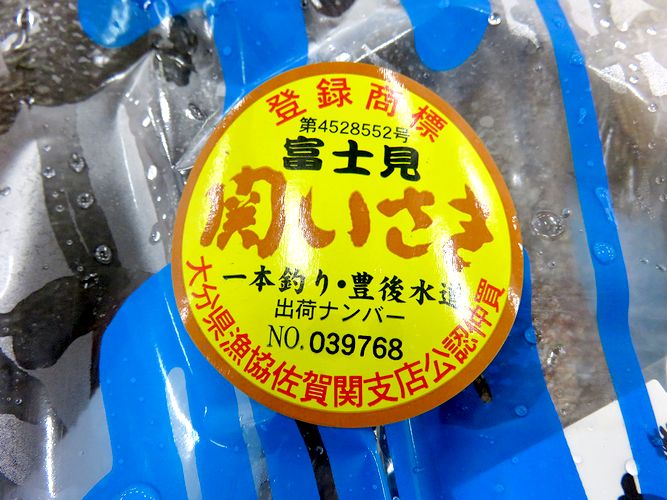 登録商標
第4528552号
富士見
関いさき
一本釣り・豊後水道
出荷ナンバー
NO. 039768
大分県漁協佐賀関支店公認仲買